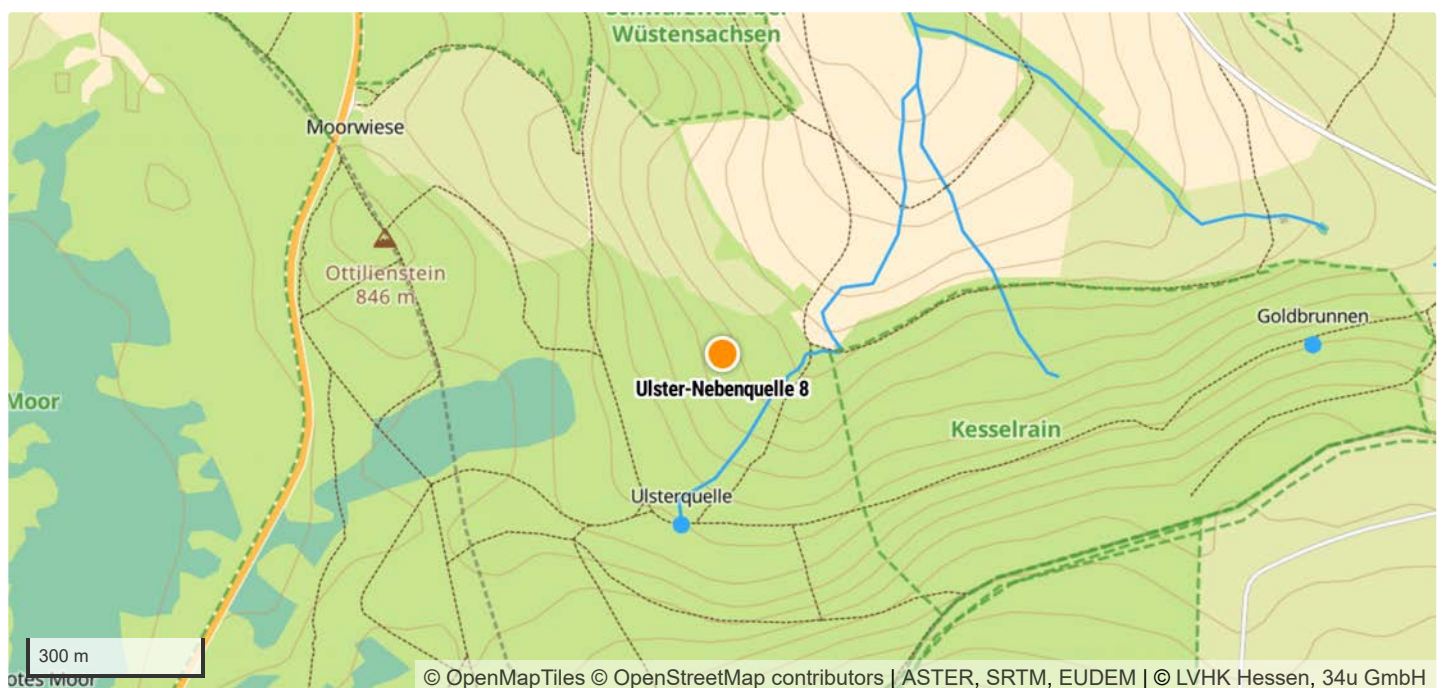 Wüstensachsen
Moorwiese
Ottilienstein
846 m
Goldbrunnen
Ulster-Nebenquelle 8
Moor
Kesselrain
Ulsterquelle
300 m
© OpenMapTiles © OpenStreetMap contributors | ASTER, SRTM, EUDEM | © LVHK Hessen, 34u GmbH